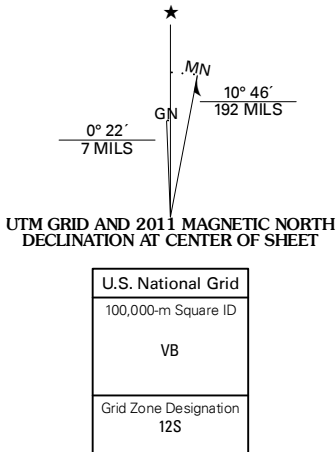 ★
MN
GN
10° 46´
192 MILS
0° 22´
7 MILS
UTM GRID AND 2011 MAGNETIC NORTH
DECLINATION AT CENTER OF SHEET
U.S. National Grid
100,000-m Square ID
VB
Grid Zone Designation
12S